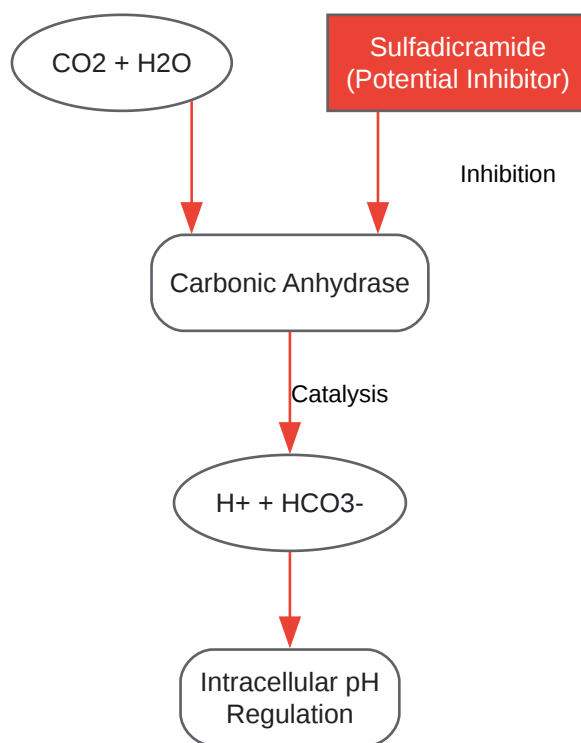 CO2 + H2O
Sulfadicramide
(Potential Inhibitor)
Inhibition
Carbonic Anhydrase
Catalysis
H+ + HCO3-
Intracellular pH
Regulation